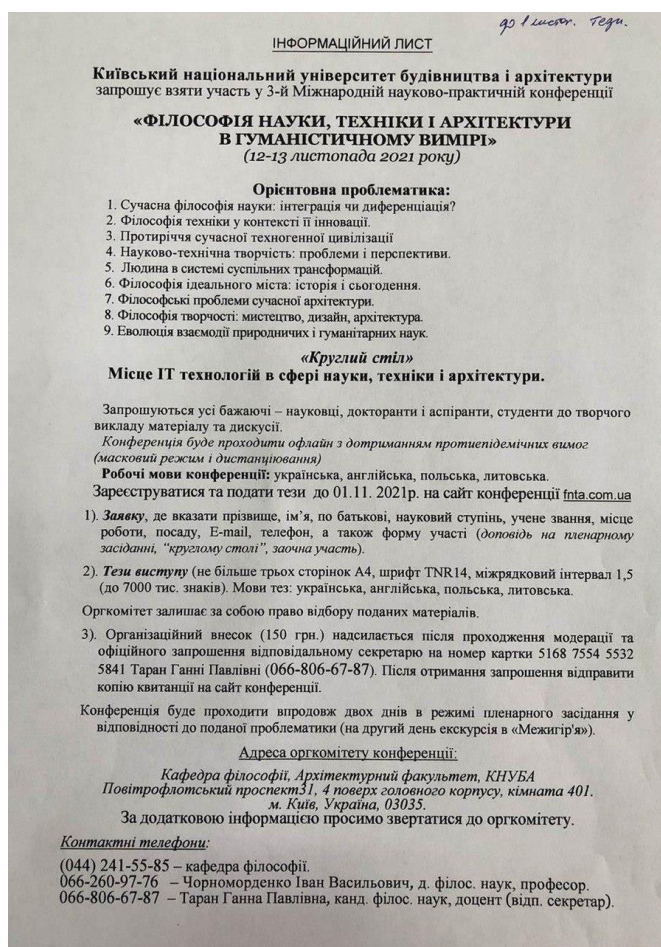 до 1 листоп. Тези.
ІНФОРМАЦІЙНИЙ ЛИСТ
Київський національний університет будівництва і архітектури
запрошує взяти участь у 3-й Міжнародній науково-практичній конференції
«ФІЛОСОФІЯ НАУКИ, ТЕХНІКИ І АРХІТЕКТУРИ
В ГУМАНІСТИЧНОМУ ВИМІРІ»
(12-13 листопада 2021 року)
Орієнтовна проблематика:
1. Сучасна філософія науки: інтеграція чи диференціація?
2. Філософія техніки у контексті її інновації.
3. Протиріччя сучасної техногенної цивілізації
4. Науково-технічна творчість: проблеми і перспективи.
5. Людина в системі суспільних трансформацій.
6. Філософія ідеального міста: історія і сьогодення.
7. Філософські проблеми сучасної архітектури.
8. Філософія творчості: мистецтво, дизайн, архітектура.
9. Еволюція взаємодії природничих і гуманітарних наук.
«Круглий стіл»
Місце ІТ технологій в сфері науки, техніки і архітектури.
Запрошуються усі бажаючі – науковці, докторанти і аспіранти, студенти до творчого
викладу матеріалу та дискусії.
Конференція буде проходити офлайн з дотриманням протиепідемічних вимог
(масковий режим і дистанціювання)
Робочі мови конференції: українська, англійська, польська, литовська.
Зареєструватися та подати тези до 01.11. 2021р. на сайт конференції fnta.com.ua
1). Заявку, де вказати прізвище, ім’я, по батькові, науковий ступінь, учене звання, місце
роботи, посаду, E-mail, телефон, а також форму участі (доповідь на пленарному
засіданні, “круглому столі”, заочна участь).
2). Тези виступу (не більше трьох сторінок А4, шрифт TNR14, міжрядковий інтервал 1,5
(до 7000 тис. знаків). Мови тез: українська, англійська, польська, литовська.
Оргкомітет залишає за собою право відбору поданих матеріалів.
3). Організаційний внесок (150 грн.) надсилається після проходження модерації та
офіційного запрошення відповідальному секретарю на номер картки 5168 7554 5532
5841 Таран Ганні Павлівні (066-806-67-87). Після отримання запрошення відправити
копію квитанції на сайт конференції.
Конференція буде проходити впродовж двох днів в режимі пленарного засідання у
відповідності до поданої проблематики (на другий день екскурсія в «Межигір'я»).
Адреса оргкомітету конференції:
Кафедра філософії, Архітектурний факультет, КНУБА
Повітрофлотський проспект31, 4 поверх головного корпусу, кімната 401.
м. Київ, Україна, 03035.
За додатковою інформацією просимо звертатися до оргкомітету.
Контактні телефони:
(044) 241-55-85 – кафедра філософії.
066-260-97-76 – Чорноморденко Іван Васильович, д. філос. наук, професор.
066-806-67-87 – Таран Ганна Павлівна, канд. філос. наук, доцент (відп. секретар).